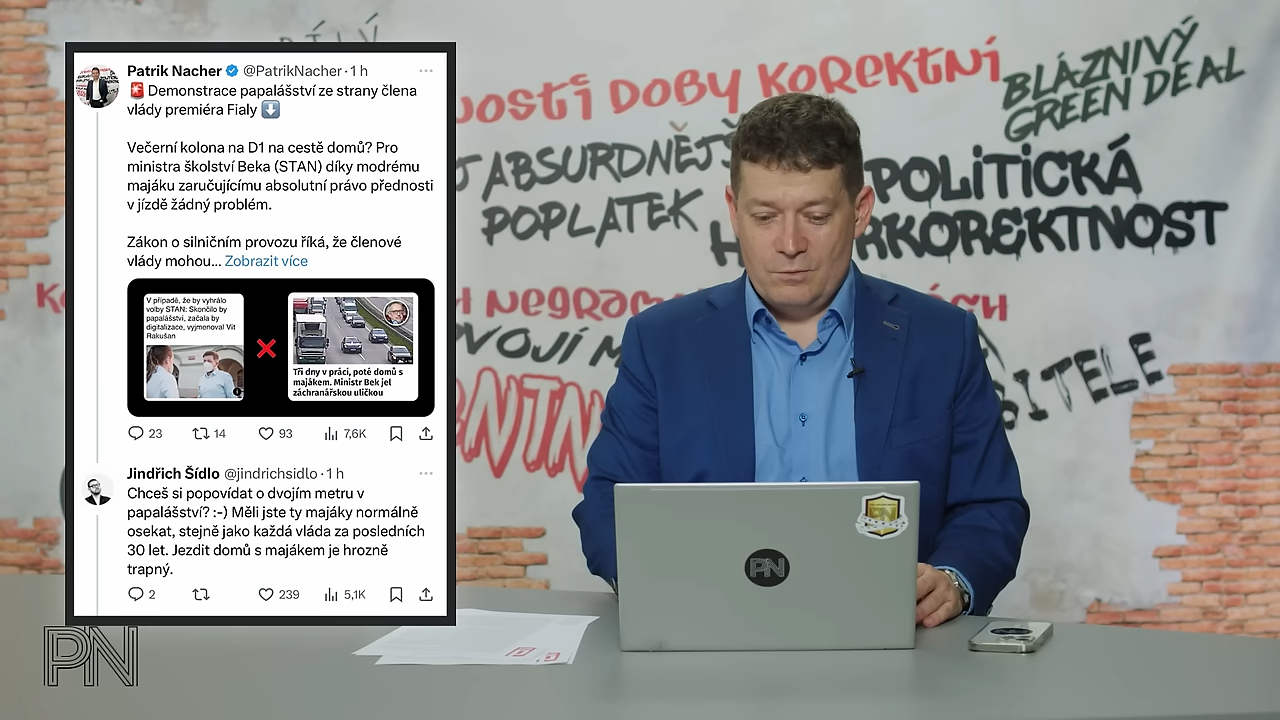 Patrik Nacher @PatrikNacher · 1 h
🚨 Demonstrace papalášství ze strany člena
vlády premiéra Fialy ⬇️
Večerní kolona na D1 na cestě domů? Pro
ministra školství Beka (STAN) díky modrému
majáku zaručujícímu absolutní právo přednosti
v jízdě žádný problém.
Zákon o silničním provozu říká, že členové
vlády mohou... Zobrazit více
V případě, že by vyhrálo
volby STAN: Skončilo by
papalášství, začala by
digitalizace, vyjmenoval Vít
Rakušan
Tři dny v práci, poté domů s
majákem. Ministr Bek jel
záchranářskou uličkou
23 14 93 7,6K
Jindřich Šídlo @jindrichsidlo · 1 h
Chceš si popovídat o dvojím metru v
papalášství? :-) Měli jste ty majáky normálně
osekat, stejně jako každá vláda za posledních
30 let. Jezdit domů s majákem je hrozně
trapný.
2 239 5,1K
DOBY KOREKTNÍ
BLÁZNIVÝ
GREEN DEAL
ABSURDNĚJŠ
POPLATEK
POLITICKÁ
RKOREKTNOST
PN
PN